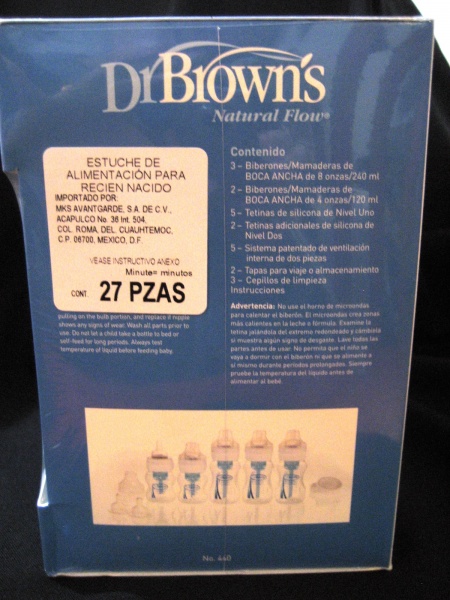 Dr Brown's
Natural Flow®
ESTUCHE DE
ALIMENTACIÓN PARA
RECIEN NACIDO
IMPORTADO POR:
MKS AVANTGARDE, S.A. DE C.V.,
ACAPULCO No. 36 Int. 504,
COL. ROMA, DEL. CUAUHTEMOC,
C.P. 06700, MEXICO, D.F.
VEASE INSTRUCTIVO ANEXO
Minute= minutos
CONT. 27 PZAS
putting on the bulb portion, and replace if nipple
shows any signs of wear. Wash all parts prior to
use. Do not let a child take a bottle to bed or
self-feed for long periods. Always test
temperature of liquid before feeding baby.
Contenido
3 – Biberones/Mamaderas de
BOCA ANCHA de 8 onzas/240 ml
2 – Biberones/Mamaderas de
BOCA ANCHA de 4 onzas/120 ml
5 – Tetinas de silicona de Nivel Uno
2 – Tetinas adicionales de silicona de
Nivel Dos
5 – Sistema patentado de ventilación
interna de dos piezas
2 – Tapas para viaje o almacenamiento
3 – Cepillos de limpieza
Instrucciones
Advertencia: No use el horno de microondas
para calentar el biberón. El microondas crea zonas
más calientes en la leche o fórmula. Examine la
tetina jalándola del extremo redondeado y cámbiela
si muestra algún signo de desgaste. Lave todas las
partes antes de usar. No permita que el niño se
vaya a dormir con el biberón ni que se alimente a
sí mismo durante períodos prolongados. Siempre
pruebe la temperatura del líquido antes de
alimentar al bebé.
No. 440